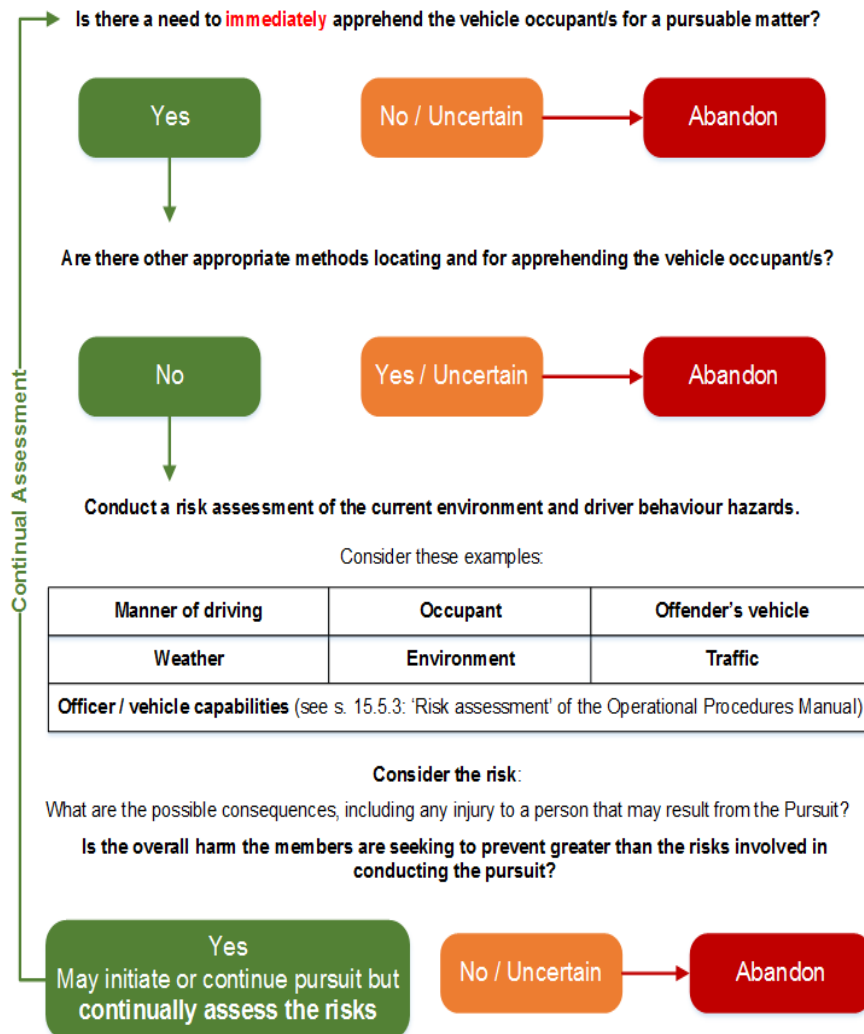 Is there a need to immediately apprehend the vehicle occupant/s for a pursuable matter?
Yes
No / Uncertain
Abandon
Are there other appropriate methods locating and for apprehending the vehicle occupant/s?
No
Yes / Uncertain
Abandon
Continual Assessment
Conduct a risk assessment of the current environment and driver behaviour hazards.
Consider these examples:
Manner of driving
Occupant
Offender's vehicle
Weather
Environment
Traffic
Officer / vehicle capabilities (see s. 15.5.3: 'Risk assessment' of the Operational Procedures Manual)
Consider the risk:
What are the possible consequences, including any injury to a person that may result from the Pursuit?
Is the overall harm the members are seeking to prevent greater than the risks involved in
conducting the pursuit?
Yes
May initiate or continue pursuit but
continually assess the risks
No / Uncertain
Abandon